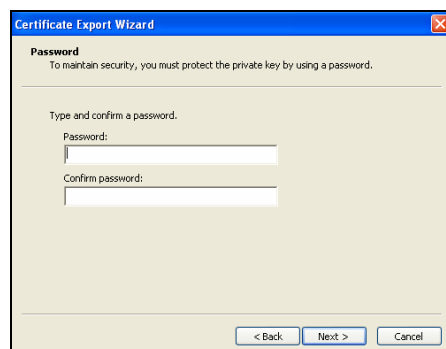 Certificate Export Wizard
Password
To maintain security, you must protect the private key by using a password.
Type and confirm a password.
Password:
Confirm password:
< Back Next > Cancel